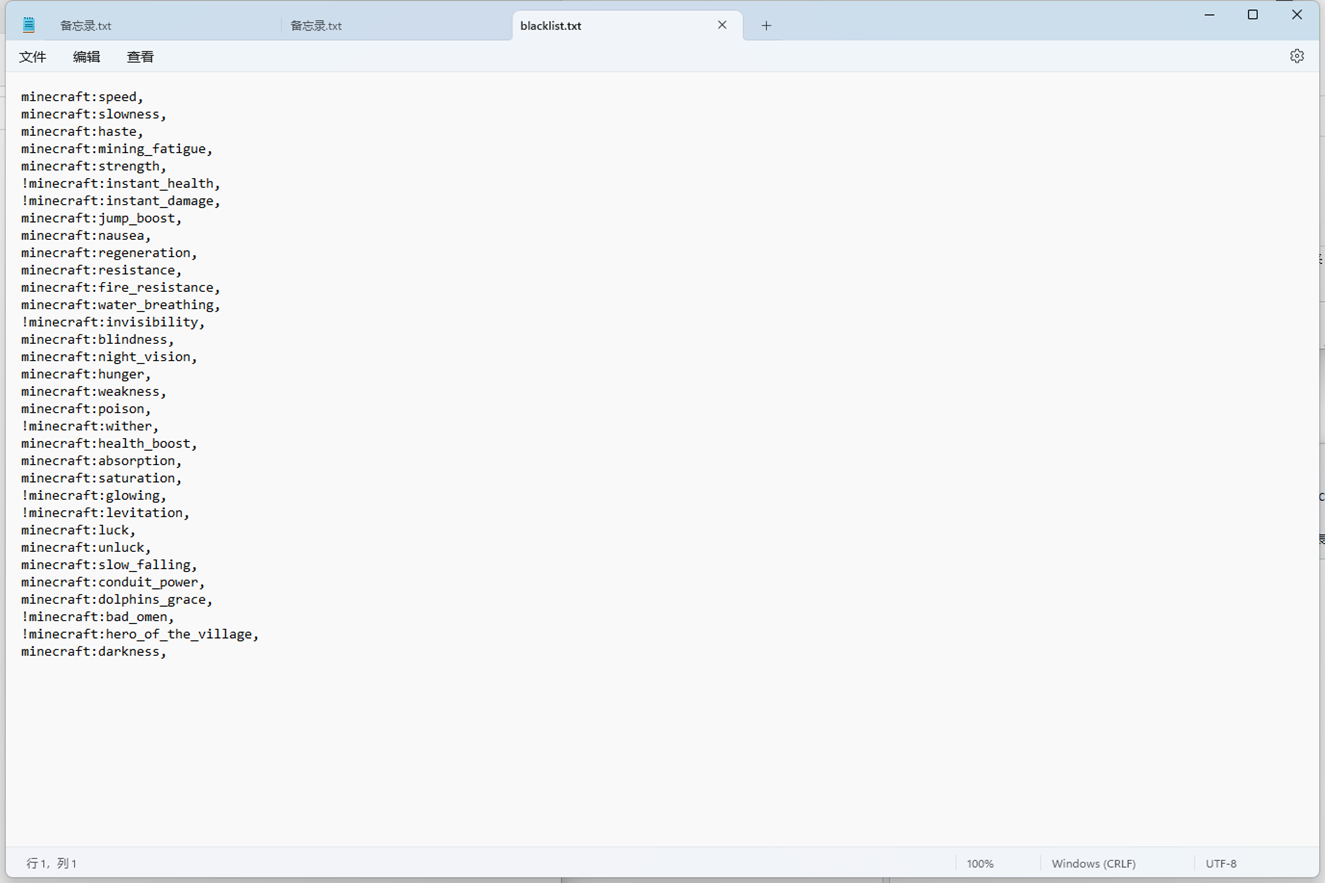 备忘录.txt
备忘录.txt
blacklist.txt
文件
编辑
查看
minecraft:speed,
minecraft:slowness,
minecraft:haste,
minecraft:mining_fatigue,
minecraft:strength,
!minecraft:instant_health,
!minecraft:instant_damage,
minecraft:jump_boost,
minecraft:nausea,
minecraft:regeneration,
minecraft:resistance,
minecraft:fire_resistance,
minecraft:water_breathing,
!minecraft:invisibility,
minecraft:blindness,
minecraft:night_vision,
minecraft:hunger,
minecraft:weakness,
minecraft:poison,
!minecraft:wither,
minecraft:health_boost,
minecraft:absorption,
minecraft:saturation,
!minecraft:glowing,
!minecraft:levitation,
minecraft:luck,
minecraft:unluck,
minecraft:slow_falling,
minecraft:conduit_power,
minecraft:dolphins_grace,
!minecraft:bad_omen,
!minecraft:hero_of_the_village,
minecraft:darkness,
行 1，列 1
100%
Windows (CRLF)
UTF-8